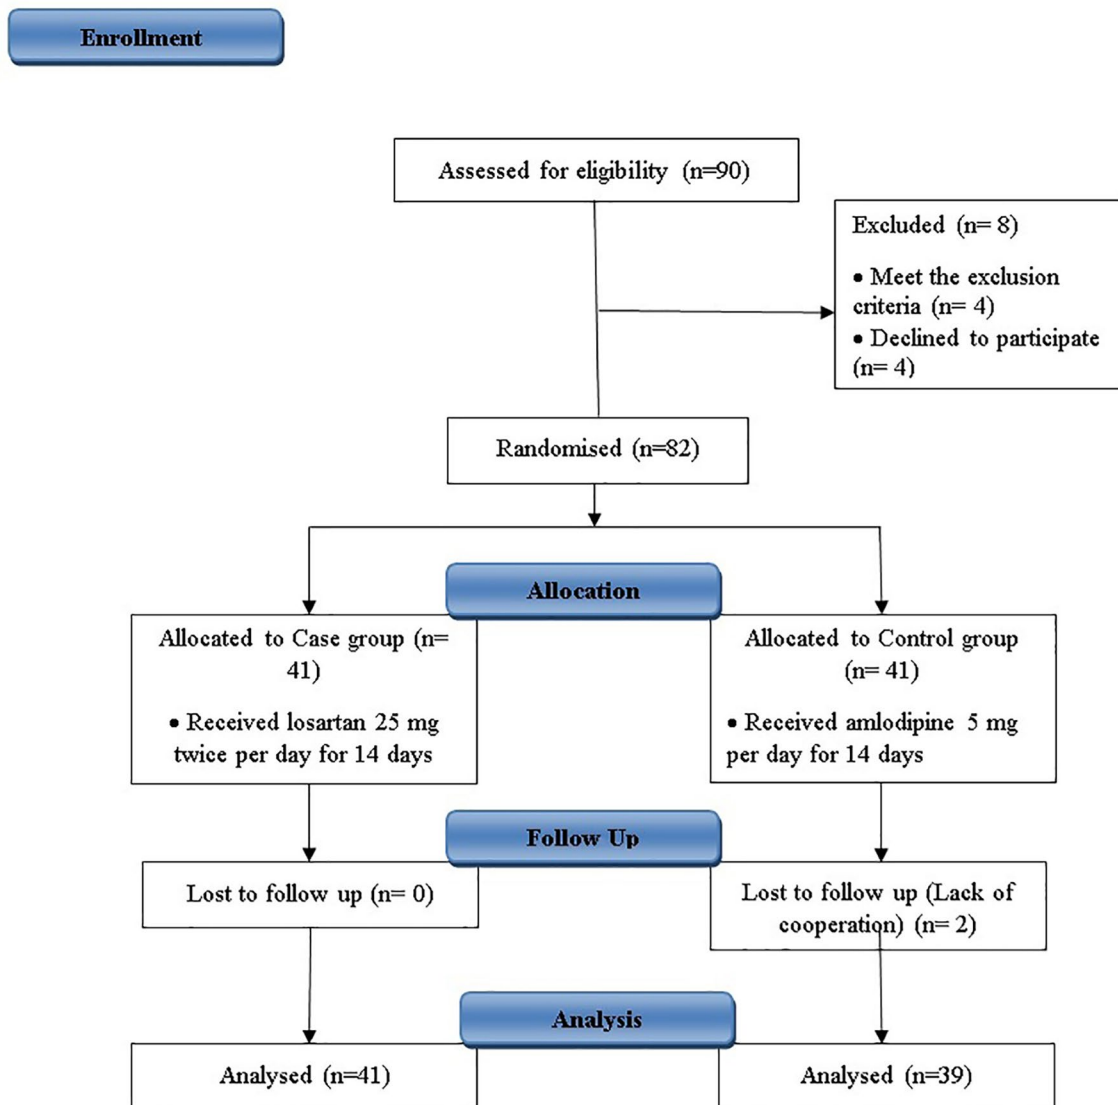 Enrollment
Assessed for eligibility (n=90)
Excluded (n= 8)
• Meet the exclusion
criteria (n= 4)
• Declined to participate
(n= 4)
Randomised (n=82)
Allocation
Allocated to Case group (n=
41)
• Received losartan 25 mg
twice per day for 14 days
Allocated to Control group
(n= 41)
• Received amlodipine 5 mg
per day for 14 days
Follow Up
Lost to follow up (n= 0)
Lost to follow up (Lack of
cooperation) (n= 2)
Analysis
Analysed (n=41)
Analysed (n=39)